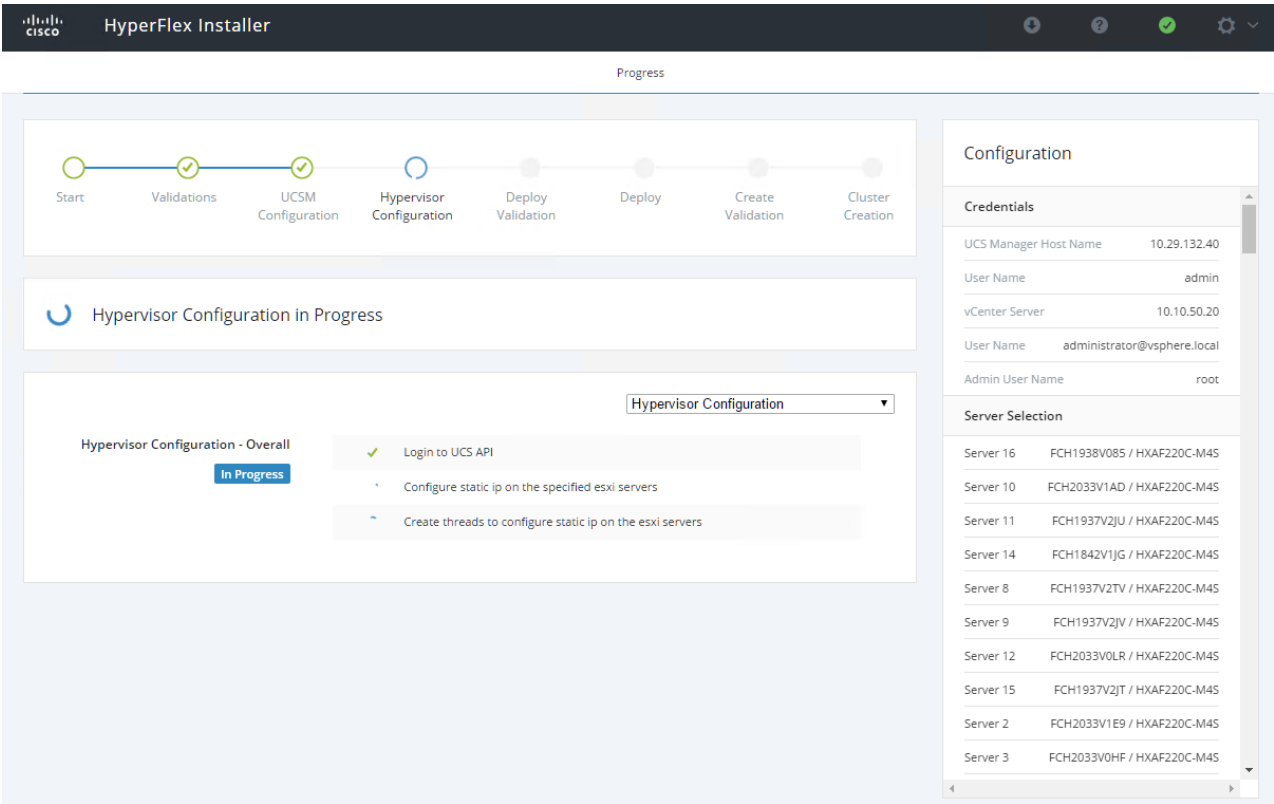 CISCO HyperFlex Installer
Progress
Start
Validations
UCSM Configuration
Hypervisor Configuration
Deploy Validation
Deploy
Create Validation
Cluster Creation
Hypervisor Configuration in Progress
Hypervisor Configuration
Hypervisor Configuration - Overall
In Progress
Login to UCS API
Configure static ip on the specified esxi servers
Create threads to configure static ip on the esxi servers
Configuration
Credentials
UCS Manager Host Name 10.29.132.40
User Name admin
vCenter Server 10.10.50.20
User Name administrator@vsphere.local
Admin User Name root
Server Selection
Server 16 FCH1938V085 / HXAF220C-M4S
Server 10 FCH2033V1AD / HXAF220C-M4S
Server 11 FCH1937V2JU / HXAF220C-M4S
Server 14 FCH1842V1JG / HXAF220C-M4S
Server 8 FCH1937V2TV / HXAF220C-M4S
Server 9 FCH1937V2JV / HXAF220C-M4S
Server 12 FCH2033V0LR / HXAF220C-M4S
Server 15 FCH1937V2JT / HXAF220C-M4S
Server 2 FCH2033V1E9 / HXAF220C-M4S
Server 3 FCH2033V0HF / HXAF220C-M4S